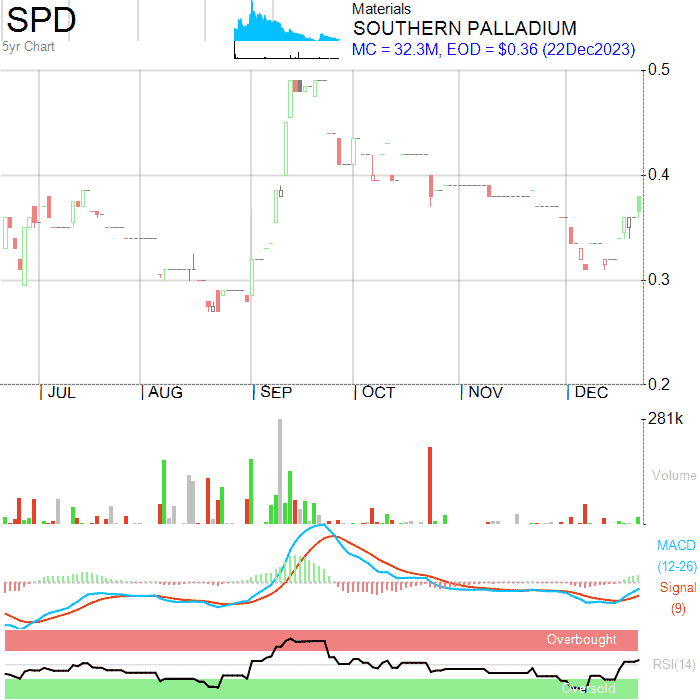 SPD
5yr Chart
Materials
SOUTHERN PALLADIUM
MC = 32.3M, EOD = $0.36 (22Dec2023)
0.5
0.4
0.3
0.2
JUL AUG SEP OCT NOV DEC
281k
Volume
MACD
(12-26)
Signal
(9)
Overbought
RSI(14)
Oversold